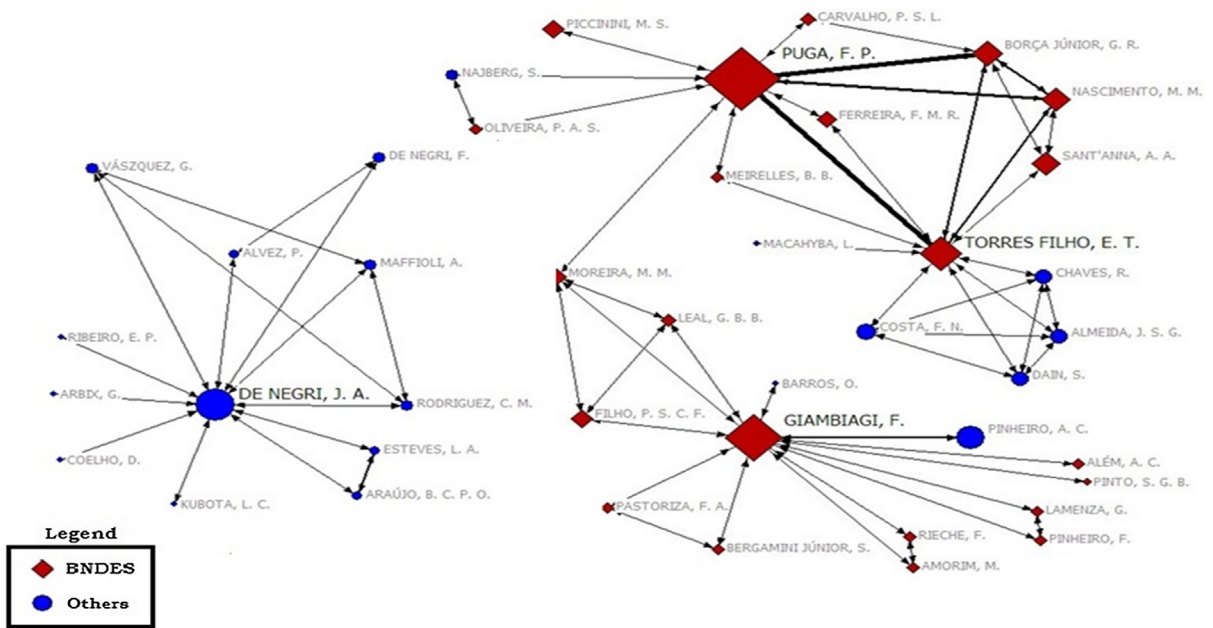 PICCININI, M. S.
CARVALHO, P. S. L.
BORÇA JÚNIOR, G. R.
PUGA, F. P.
NAJBERG, S.
NASCIMENTO, M. M.
FERREIRA, F. M. R.
OLIVEIRA, P. A. S.
SANT'ANNA, A. A.
MEIRELLES, B. B.
DE NEGRI, F.
VÁSZQUEZ, G.
ALVEZ, P.
MAFFIOLI, A.
MACAHYBA, L.
TORRES FILHO, E. T.
CHAVES, R.
MOREIRA, M. M.
LEAL, G. B. B.
COSTA, F. N.
ALMEIDA, J. S. G.
DAIN, S.
RIBEIRO, E. P.
ARBIX, G.
DE NEGRI, J. A.
RODRIGUEZ, C. M.
BARROS, O.
FILHO, P. S. C. F.
GIAMBIAGI, F.
PINHEIRO, A. C.
ESTEVES, L. A.
COELHO, D.
ALÉM, A. C.
PINTO, S. G. B.
ARAÚJO, B. C. P. O.
KUBOTA, L. C.
PASTORIZA, F. A.
LAMENZA, G.
RIECHE, F.
PINHEIRO, F.
BERGAMINI JÚNIOR, S.
AMORIM, M.
Legend
BNDES
Others